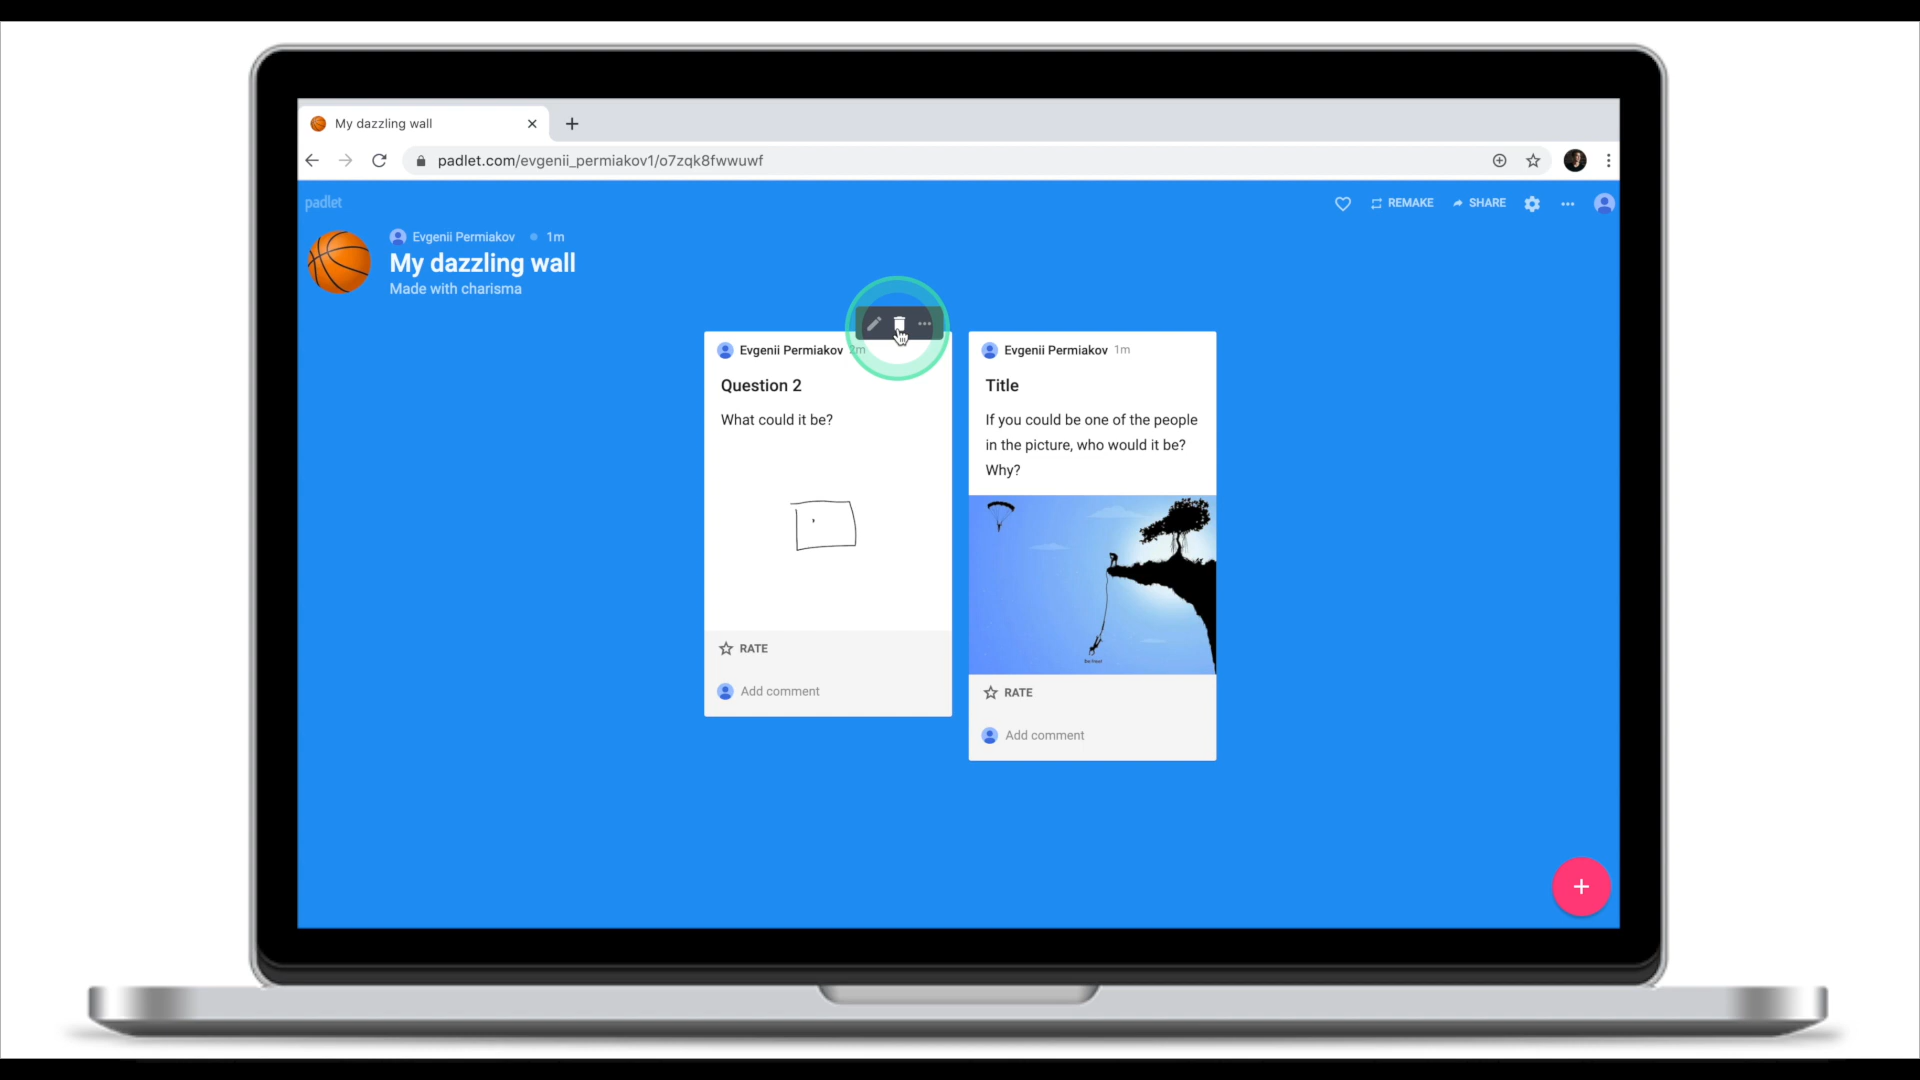 My dazzling wall
padlet.com/evgenii_permiakov1/o7zqk8fwwuwf
padlet
REMAKE
SHARE
Evgenii Permiakov 1m
My dazzling wall
Made with charisma
Evgenii Permiakov 2m
Question 2
What could it be?
RATE
Add comment
Evgenii Permiakov 1m
Title
If you could be one of the people
in the picture, who would it be?
Why?
RATE
Add comment